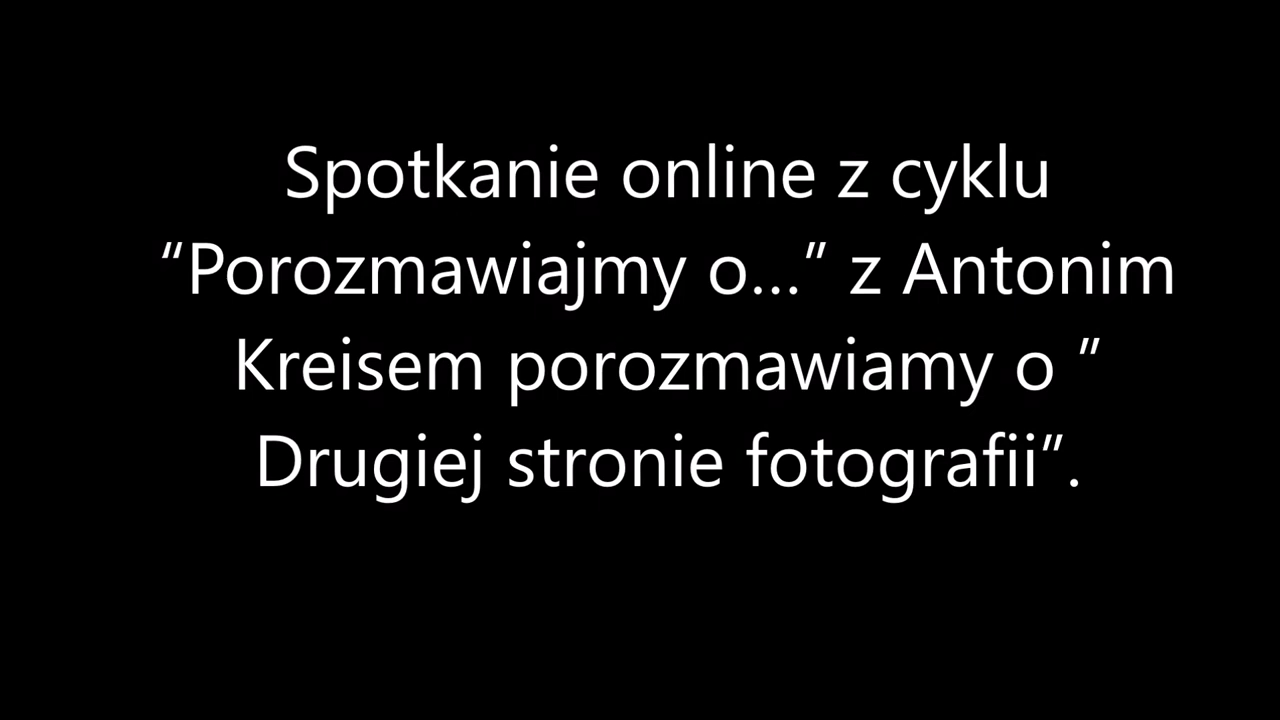 Spotkanie online z cyklu
“Porozmawiajmy o...” z Antonim
Kreisem porozmawiamy o ”
Drugiej stronie fotografii”.